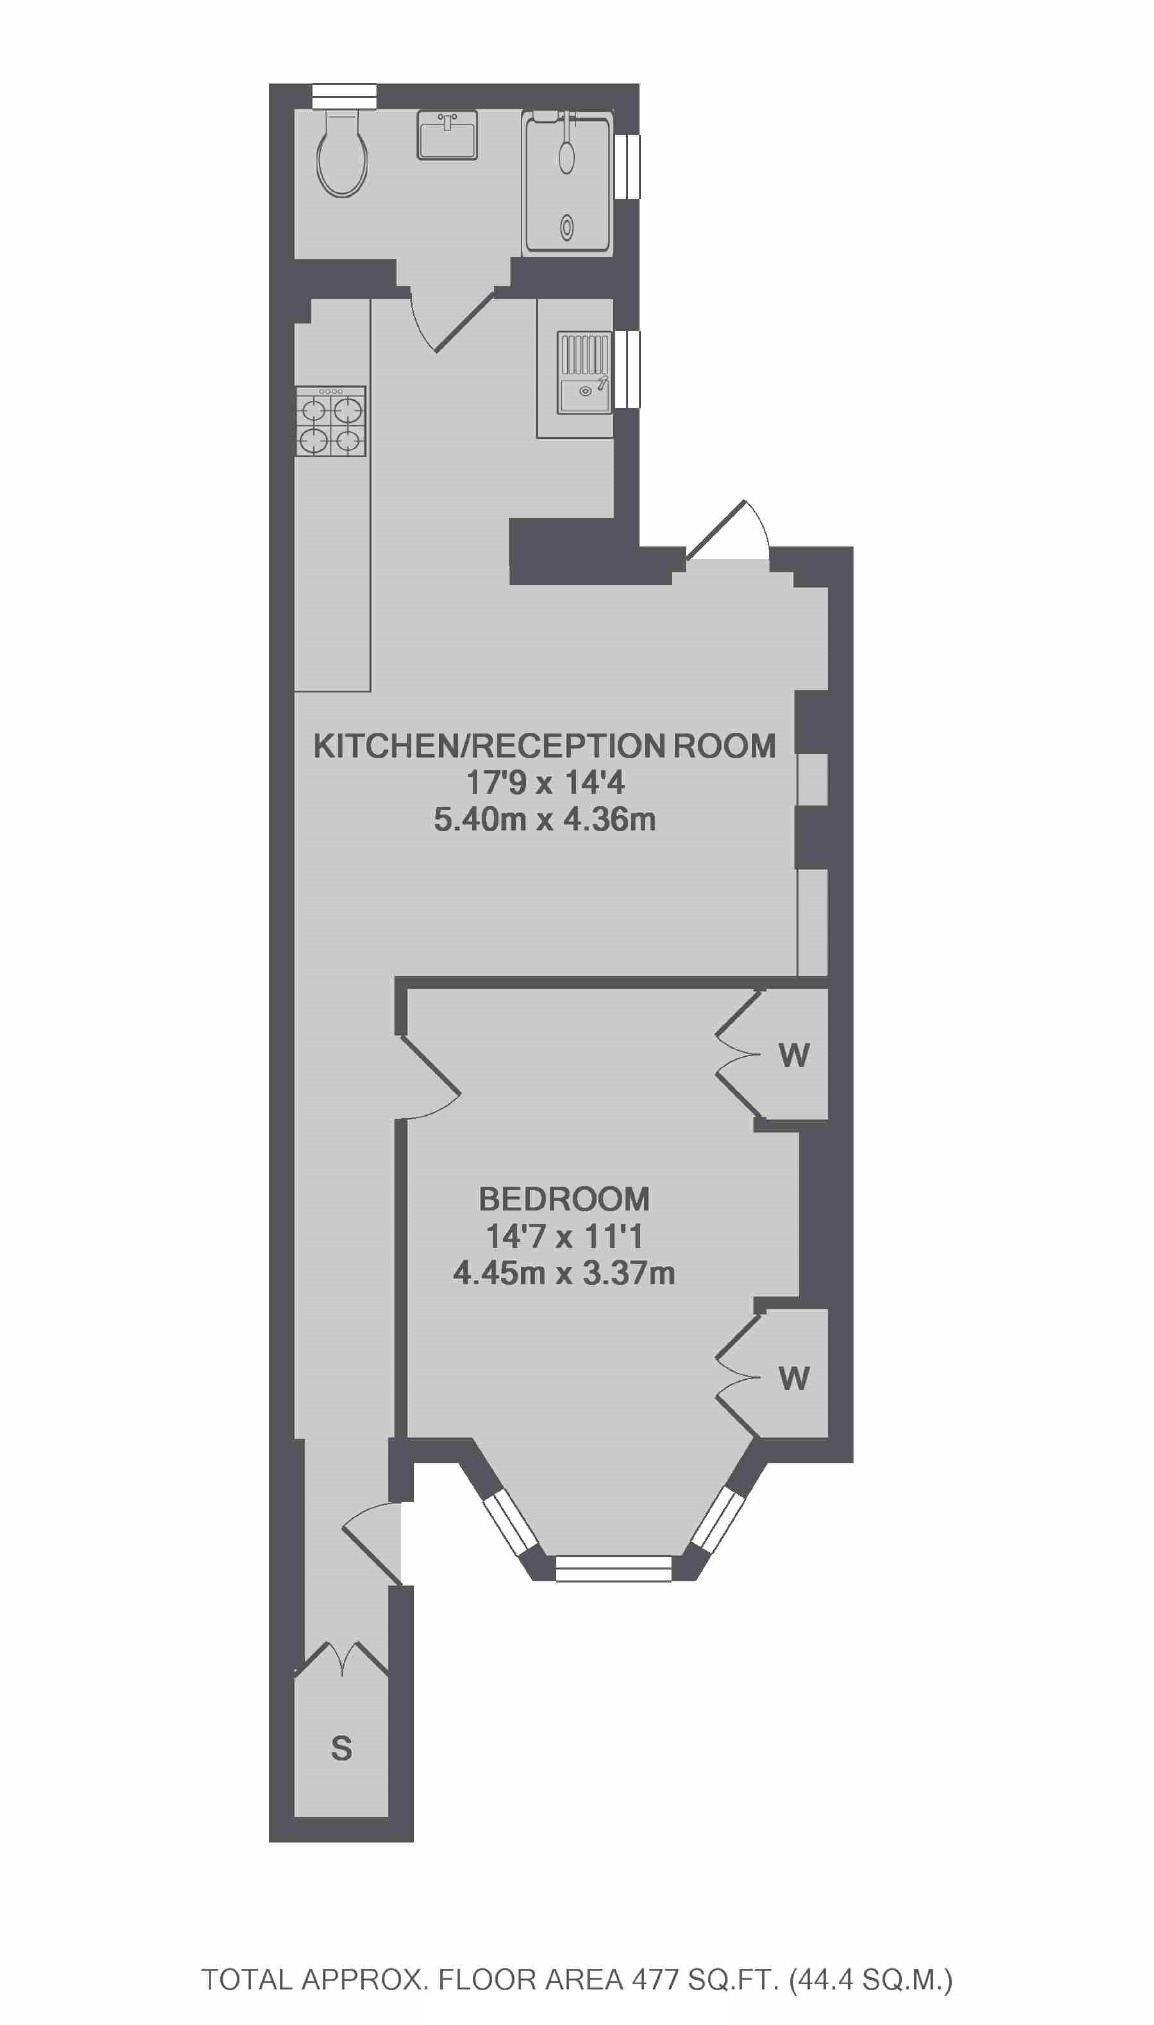 KITCHEN/RECEPTION ROOM
17'9 x 14'4
5.40m x 4.36m
W
BEDROOM
14'7 x 11'1
4.45m x 3.37m
W
S
TOTAL APPROX. FLOOR AREA 477 SQ.FT. (44.4 SQ.M.)